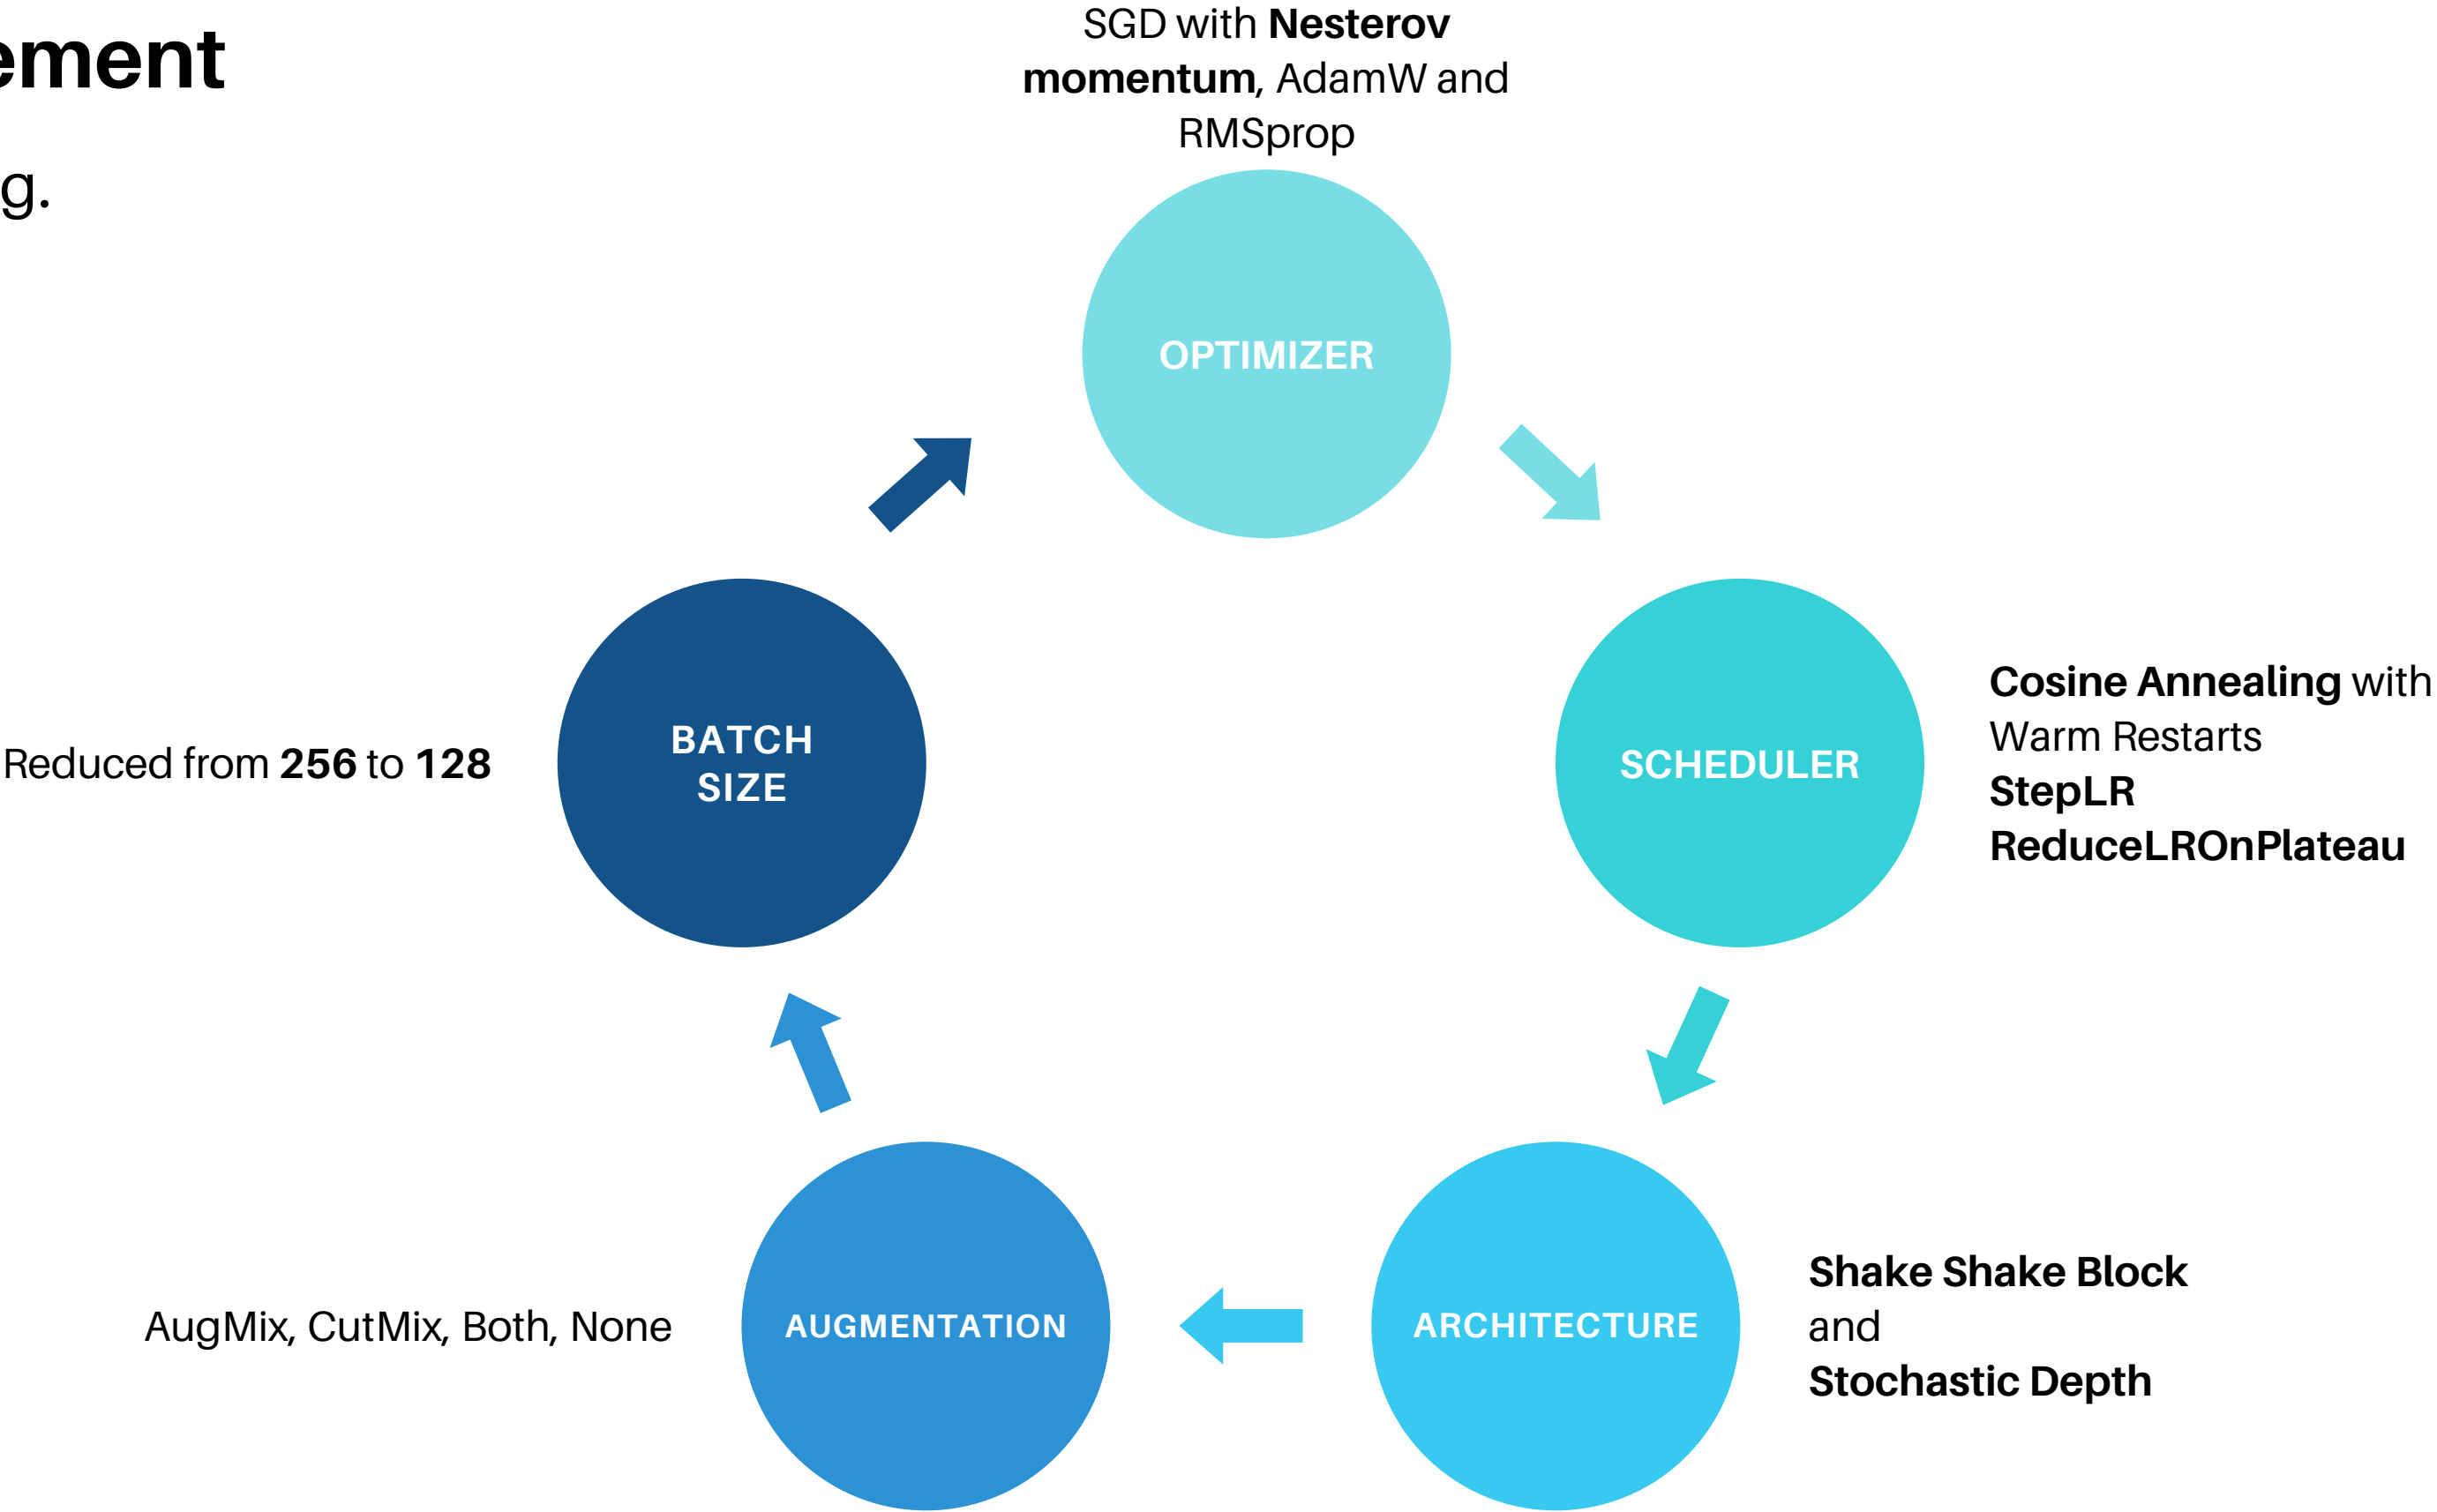 ement
g.
SGD with Nesterov
momentum, AdamW and
RMSprop
OPTIMIZER
SCHEDULER
Cosine Annealing with
Warm Restarts
StepLR
ReduceLROnPlateau
ARCHITECTURE
Shake Shake Block
and
Stochastic Depth
AUGMENTATION
AugMix, CutMix, Both, None
BATCH
SIZE
Reduced from 256 to 128